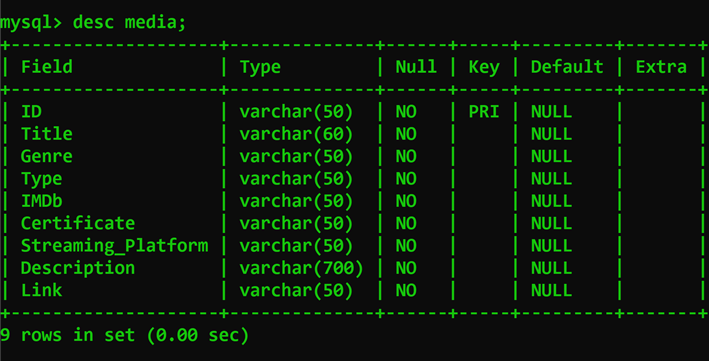 mysql> desc media;
+--------------------+--------------+------+-----+---------+-------+
| Field              | Type         | Null | Key | Default | Extra |
+--------------------+--------------+------+-----+---------+-------+
| ID                 | varchar(50)  | NO   | PRI | NULL    |       |
| Title              | varchar(60)  | NO   |     | NULL    |       |
| Genre              | varchar(50)  | NO   |     | NULL    |       |
| Type               | varchar(50)  | NO   |     | NULL    |       |
| IMDb               | varchar(50)  | NO   |     | NULL    |       |
| Certificate        | varchar(50)  | NO   |     | NULL    |       |
| Streaming_Platform | varchar(50)  | NO   |     | NULL    |       |
| Description        | varchar(700) | NO   |     | NULL    |       |
| Link               | varchar(50)  | NO   |     | NULL    |       |
+--------------------+--------------+------+-----+---------+-------+
9 rows in set (0.00 sec)